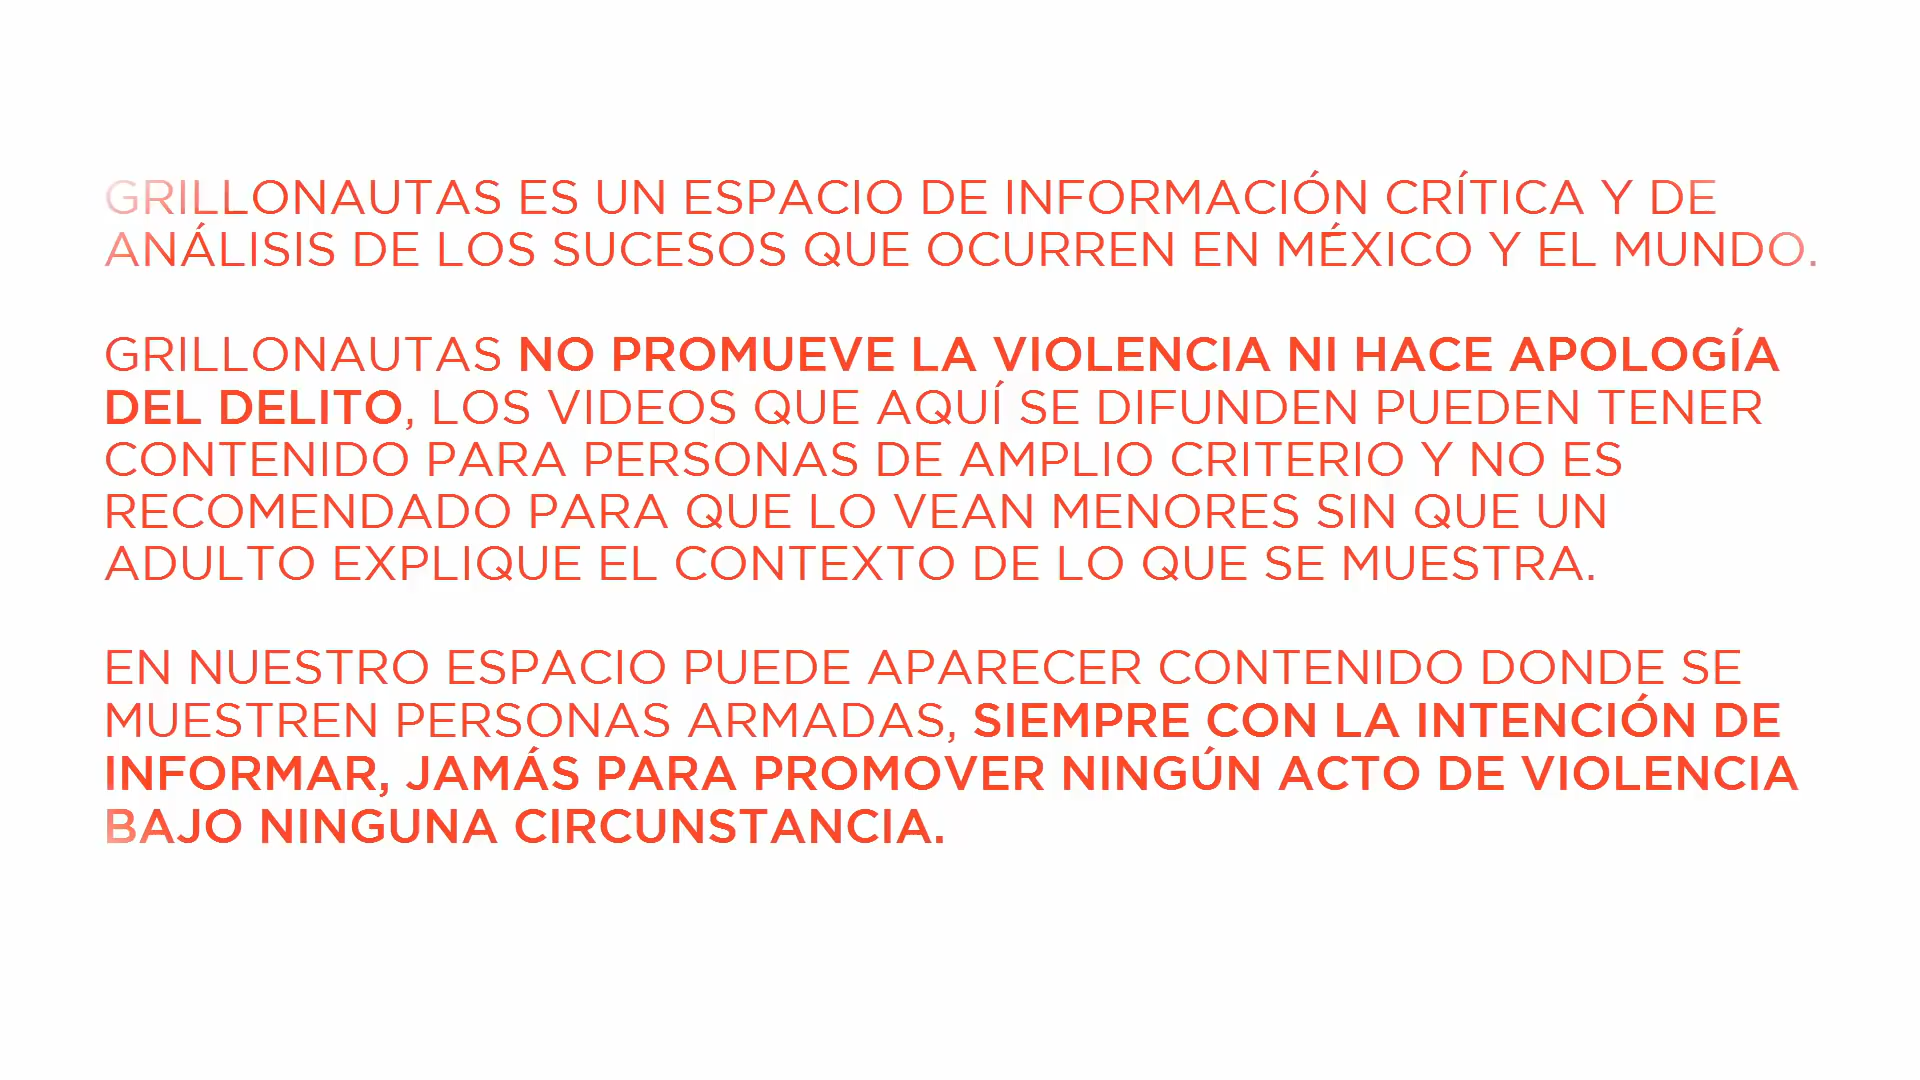 GRILLONAUTAS ES UN ESPACIO DE INFORMACIÓN CRÍTICA Y DE
ANÁLISIS DE LOS SUCESOS QUE OCURREN EN MÉXICO Y EL MUNDO.
GRILLONAUTAS NO PROMUEVE LA VIOLENCIA NI HACE APOLOGÍA
DEL DELITO, LOS VIDEOS QUE AQUÍ SE DIFUNDEN PUEDEN TENER
CONTENIDO PARA PERSONAS DE AMPLIO CRITERIO Y NO ES
RECOMENDADO PARA QUE LO VEAN MENORES SIN QUE UN
ADULTO EXPLIQUE EL CONTEXTO DE LO QUE SE MUESTRA.
EN NUESTRO ESPACIO PUEDE APARECER CONTENIDO DONDE SE
MUESTREN PERSONAS ARMADAS, SIEMPRE CON LA INTENCIÓN DE
INFORMAR, JAMÁS PARA PROMOVER NINGÚN ACTO DE VIOLENCIA
BAJO NINGUNA CIRCUNSTANCIA.